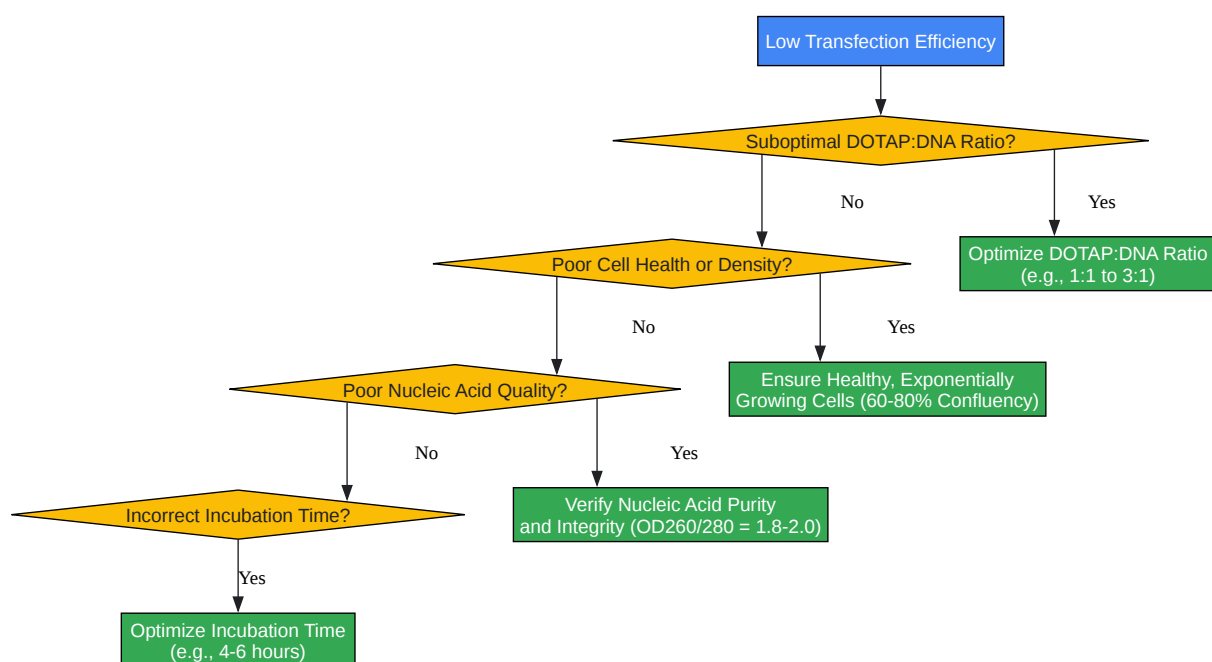 Low Transfection Efficiency
Suboptimal DOTAP:DNA Ratio?
No
Yes
Optimize DOTAP:DNA Ratio
(e.g., 1:1 to 3:1)
Poor Cell Health or Density?
No
Yes
Ensure Healthy, Exponentially
Growing Cells (60-80% Confluency)
Poor Nucleic Acid Quality?
No
Yes
Verify Nucleic Acid Purity
and Integrity (OD260/280 = 1.8-2.0)
Incorrect Incubation Time?
Yes
Optimize Incubation Time
(e.g., 4-6 hours)